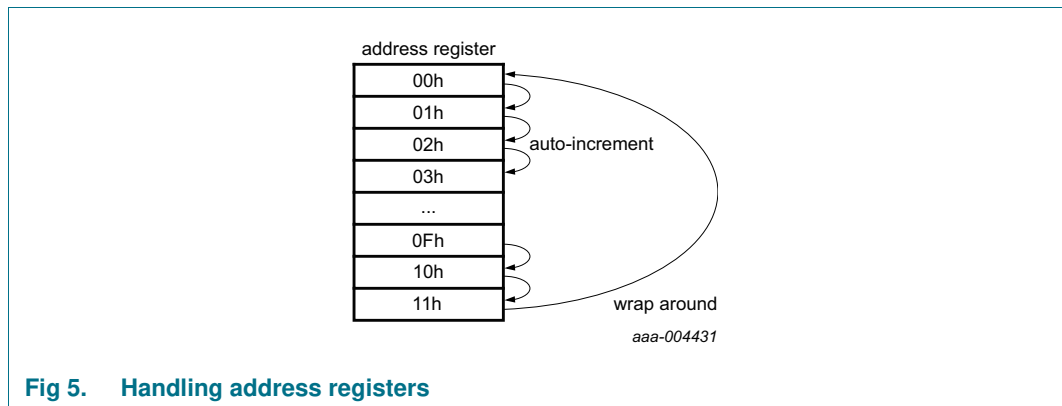 address register
00h
01h
02h
auto-increment
03h
...
0Fh
10h
11h
wrap around
aaa-004431
Fig 5. Handling address registers